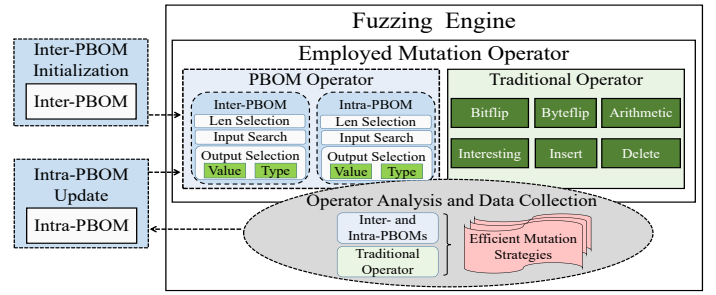 Fuzzing Engine
Inter-PBOM
Initialization
Inter-PBOM
Intra-PBOM
Update
Intra-PBOM
Employed Mutation Operator
PBOM Operator
Inter-PBOM
Len Selection
Input Search
Output Selection
Value Type
Intra-PBOM
Len Selection
Input Search
Output Selection
Value Type
Traditional Operator
Bitflip Byteflip Arithmetic
Interesting Insert Delete
Operator Analysis and Data Collection
Inter- and
Intra-PBOMs
Traditional
Operator
Efficient Mutation
Strategies